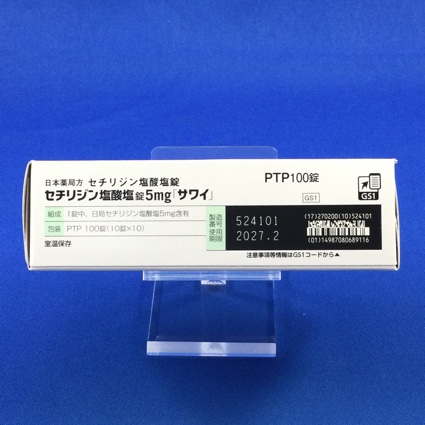 日本薬局方 セチリジン塩酸塩錠
セチリジン塩酸塩錠5mg「サワイ」
PTP100錠
GS1
GS1
組成 1錠中、日局セチリジン塩酸塩5mg含有
包装 PTP 100錠(10錠×10)
室温保存
製造番号 524101
使用期限 2027.2
(17)270200(10)524101
(01)14987080689116
注意事項等情報はGS1コードから▲